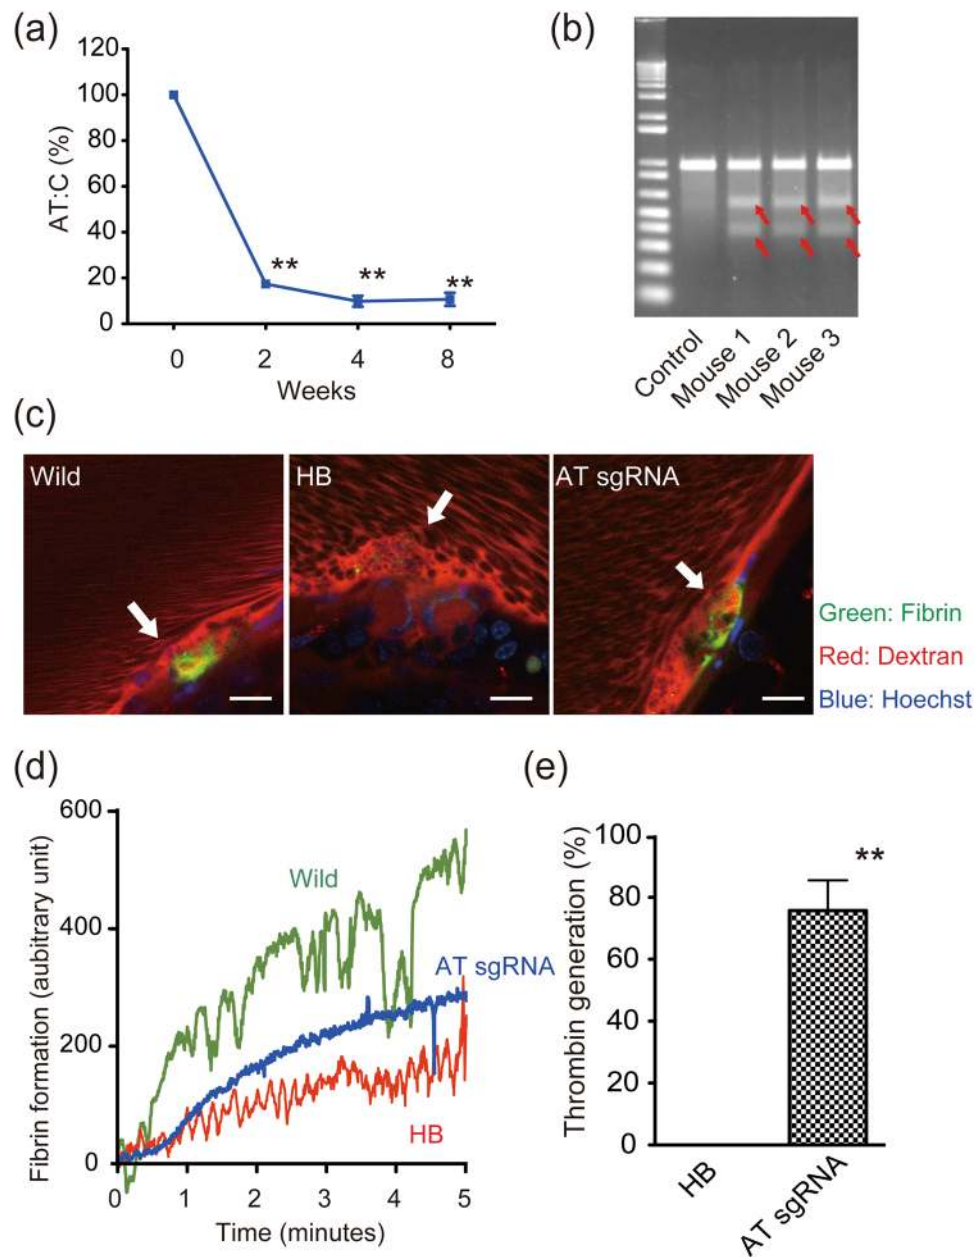 (a)
120
100
80
60
40
20
0
AT:C (%)
**
**
**
0 2 4 8
Weeks
(b)
Control
Mouse 1
Mouse 2
Mouse 3
(c)
Wild
HB
AT sgRNA
Green: Fibrin
Red: Dextran
Blue: Hoechst
(d)
600
400
200
0
Fibrin formation (aubitrary unit)
Wild
AT sgRNA
HB
0 1 2 3 4 5
Time (minutes)
(e)
100
80
60
40
20
0
Thrombin generation (%)
**
HB
AT sgRNA